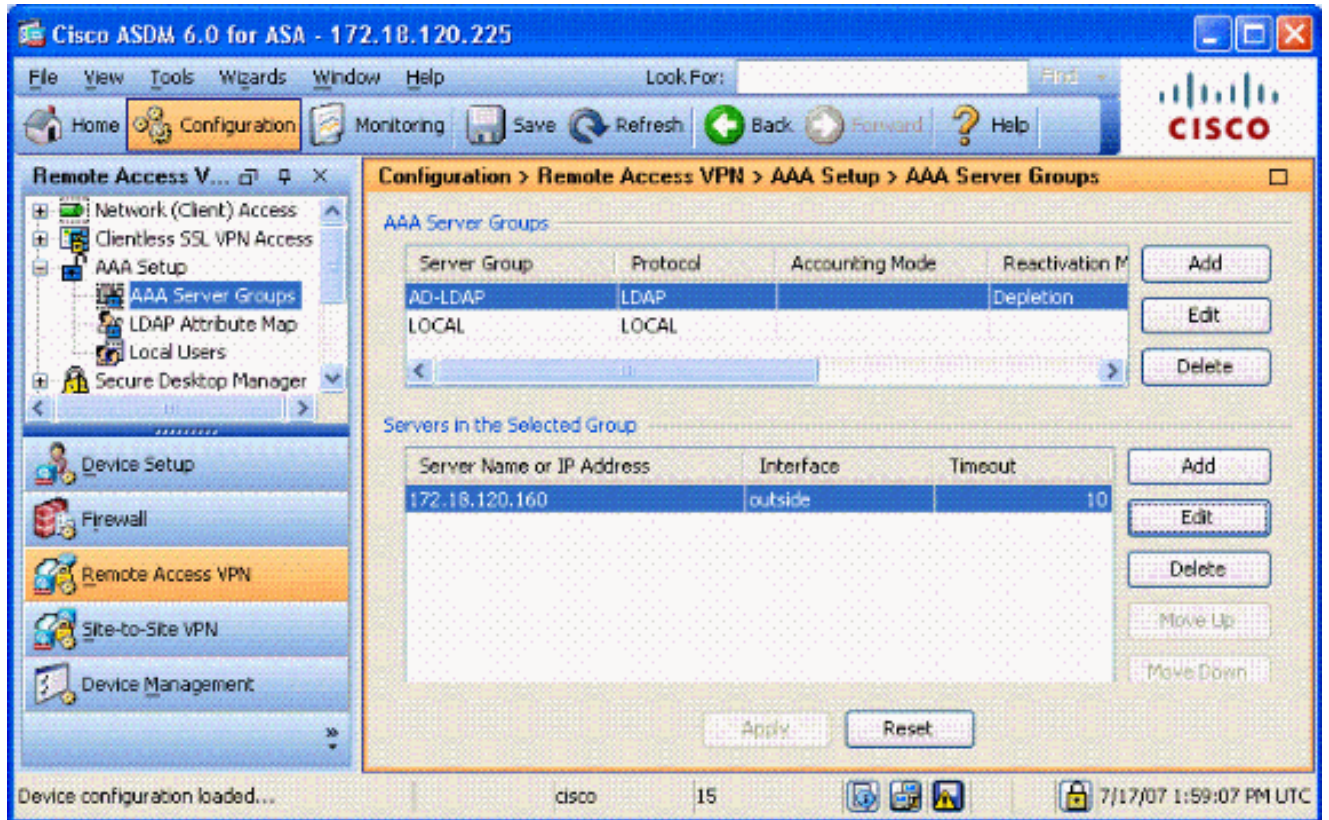 Cisco ASDM 6.0 for ASA - 172.18.120.225
File View Tools Wizards Window Help Look For: Find
Home Configuration Monitoring Save Refresh Back Forward Help
CISCO
Remote Access V...
Network (Client) Access
Clientless SSL VPN Access
AAA Setup
AAA Server Groups
LDAP Attribute Map
Local Users
Secure Desktop Manager
Device Setup
Firewall
Remote Access VPN
Site-to-Site VPN
Device Management
»
Configuration > Remote Access VPN > AAA Setup > AAA Server Groups
AAA Server Groups
Server Group Protocol Accounting Mode Reactivation M
AD-LDAP LDAP Depletion
LOCAL LOCAL
Add
Edit
Delete
Servers in the Selected Group
Server Name or IP Address Interface Timeout
172.18.120.160 outside 10
Add
Edit
Delete
Move Up
Move Down
Apply Reset
Device configuration loaded... cisco 15 7/17/07 1:59:07 PM UTC